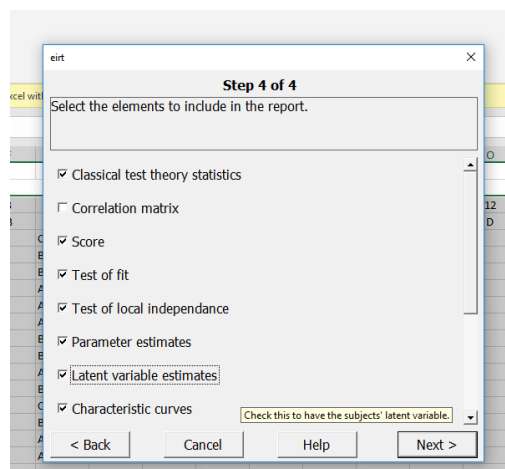 eirt
Step 4 of 4
Select the elements to include in the report.
Classical test theory statistics
Correlation matrix
Score
Test of fit
Test of local independance
Parameter estimates
Latent variable estimates
Characteristic curves
Check this to have the subjects' latent variable.
< Back Cancel Help Next >
O
12
D